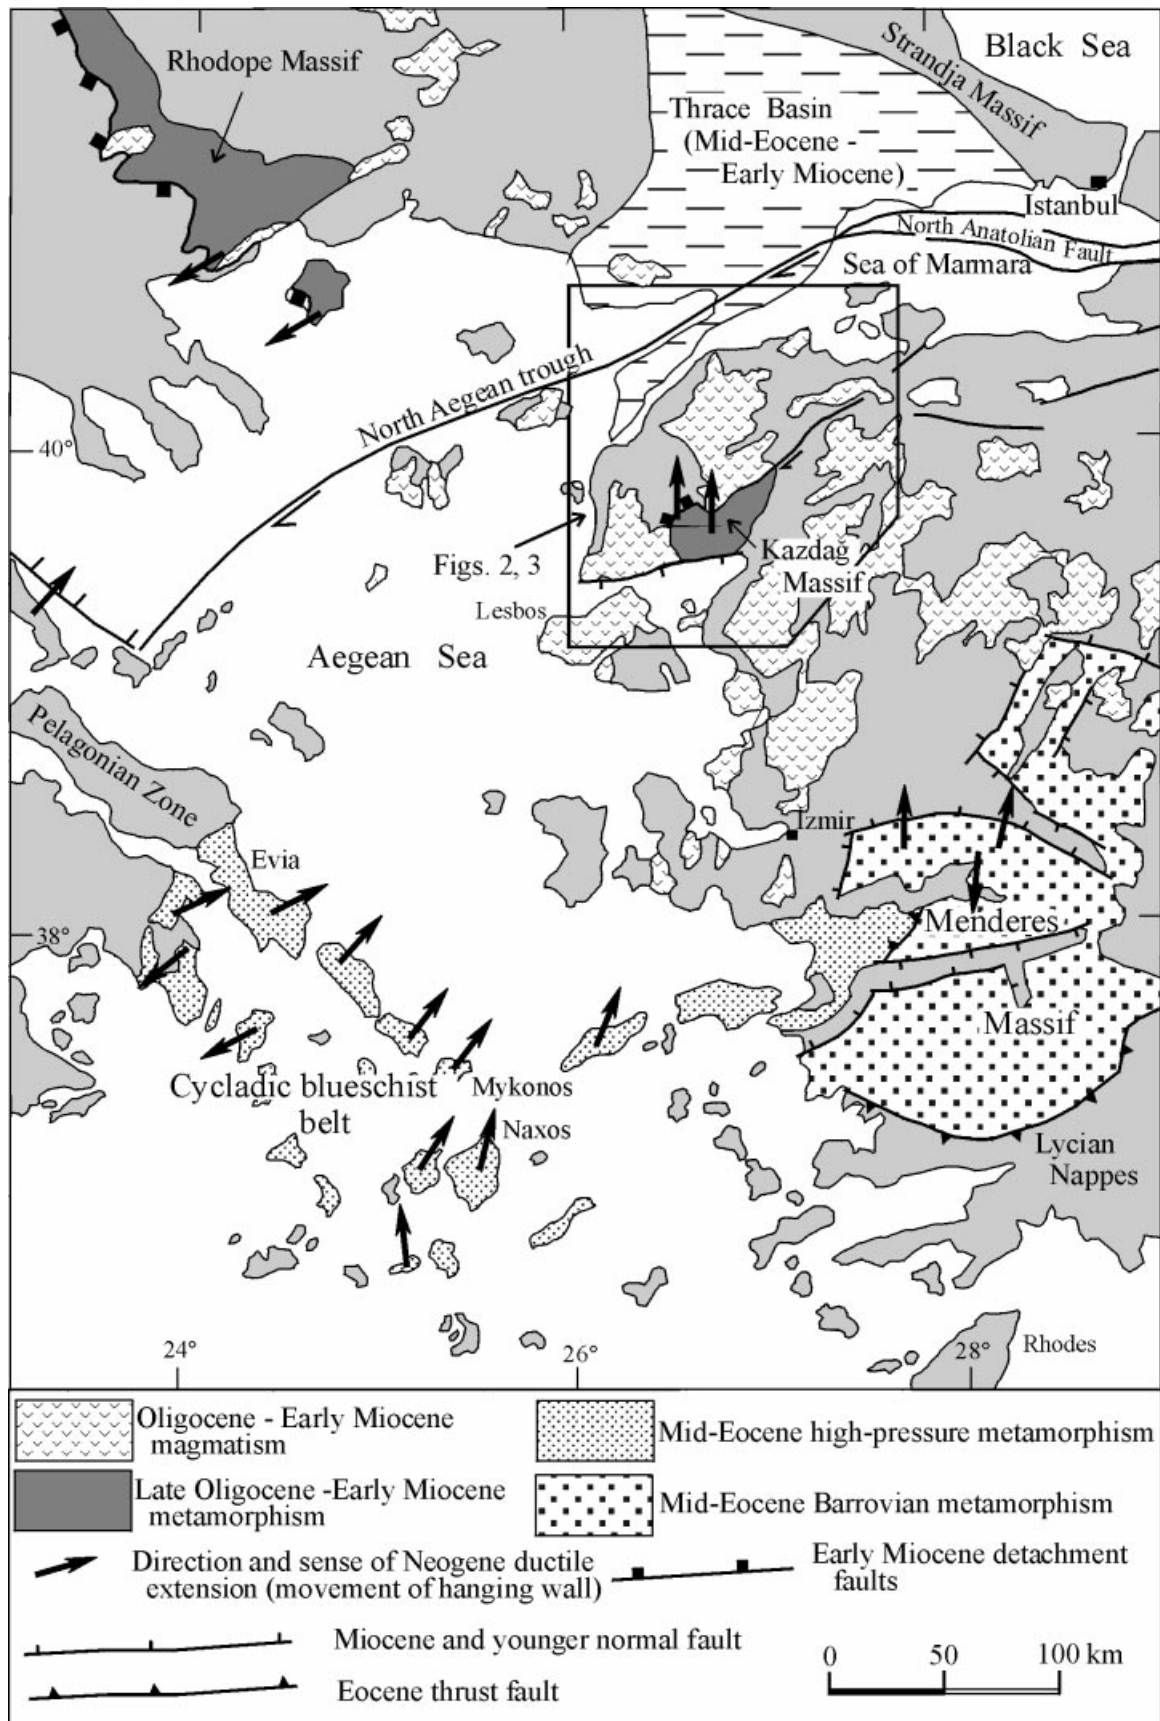 Rhodope Massif
Black Sea
Strandja Massif
Thrace Basin
(Mid-Eocene -
Early Miocene)
Istanbul
North Anatolian Fault
Sea of Marmara
North Aegean trough
40°
Figs. 2, 3
Kazdag
Massif
Lesbos
Aegean Sea
Pelagonian Zone
Izmir
Evia
38°
Menderes
Massif
Cycladic blueschist
belt
Mykonos
Naxos
Lycian
Nappes
24°
26°
28°
Rhodes
Oligocene - Early Miocene
magmatism
Mid-Eocene high-pressure metamorphism
Late Oligocene -Early Miocene
metamorphism
Mid-Eocene Barrovian metamorphism
Direction and sense of Neogene ductile
extension (movement of hanging wall)
Early Miocene detachment
faults
Miocene and younger normal fault
Eocene thrust fault
0 50 100 km